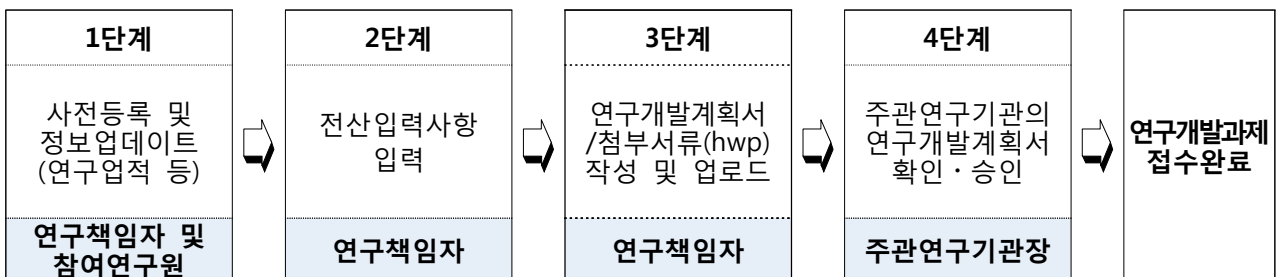 1단계
사전등록 및
정보업데이트
(연구업적 등)
연구책임자 및
참여연구원
2단계
전산입력사항
입력
연구책임자
3단계
연구개발계획서
/첨부서류(hwp)
작성 및 업로드
연구책임자
4단계
주관연구기관의
연구개발계획서
확인・승인
주관연구기관장
연구개발과제
접수완료